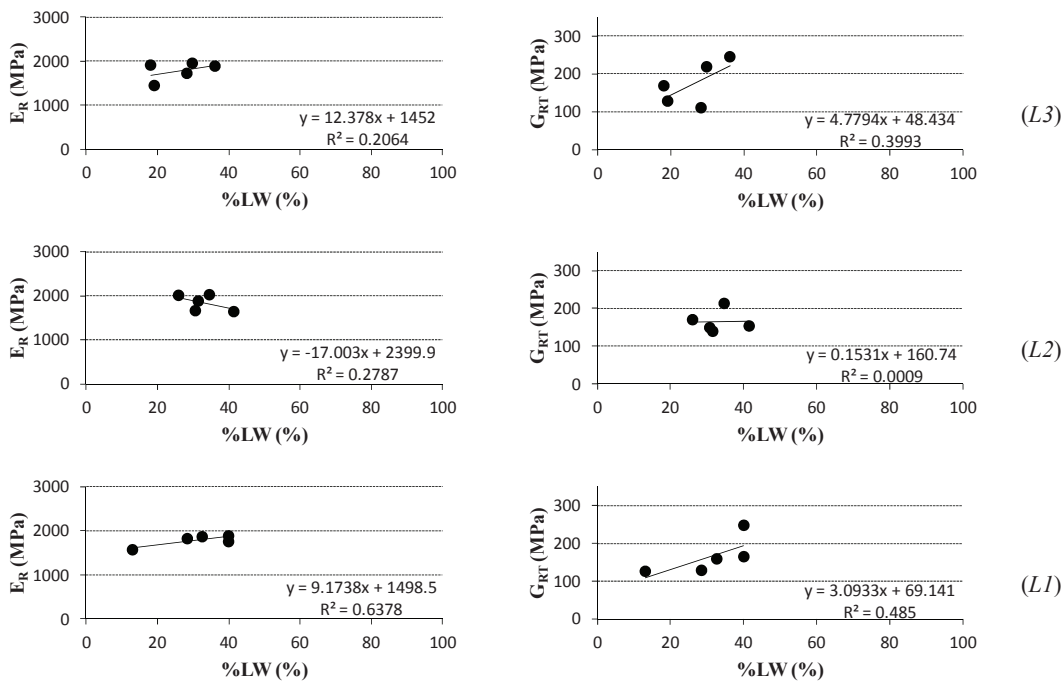 3000
2000
1000
0
E_R (MPa)
y = 12.378x + 1452
R² = 0.2064
0 20 40 60 80 100
%LW (%)
300
200
100
0
G_RT (MPa)
y = 4.7794x + 48.434
R² = 0.3993
0 20 40 60 80 100
%LW (%)
(L3)
3000
2000
1000
0
E_R (MPa)
y = -17.003x + 2399.9
R² = 0.2787
0 20 40 60 80 100
%LW (%)
300
200
100
0
G_RT (MPa)
y = 0.1531x + 160.74
R² = 0.0009
0 20 40 60 80 100
%LW (%)
(L2)
3000
2000
1000
0
E_R (MPa)
y = 9.1738x + 1498.5
R² = 0.6378
0 20 40 60 80 100
%LW (%)
300
200
100
0
G_RT (MPa)
y = 3.0933x + 69.141
R² = 0.485
0 20 40 60 80 100
%LW (%)
(L1)